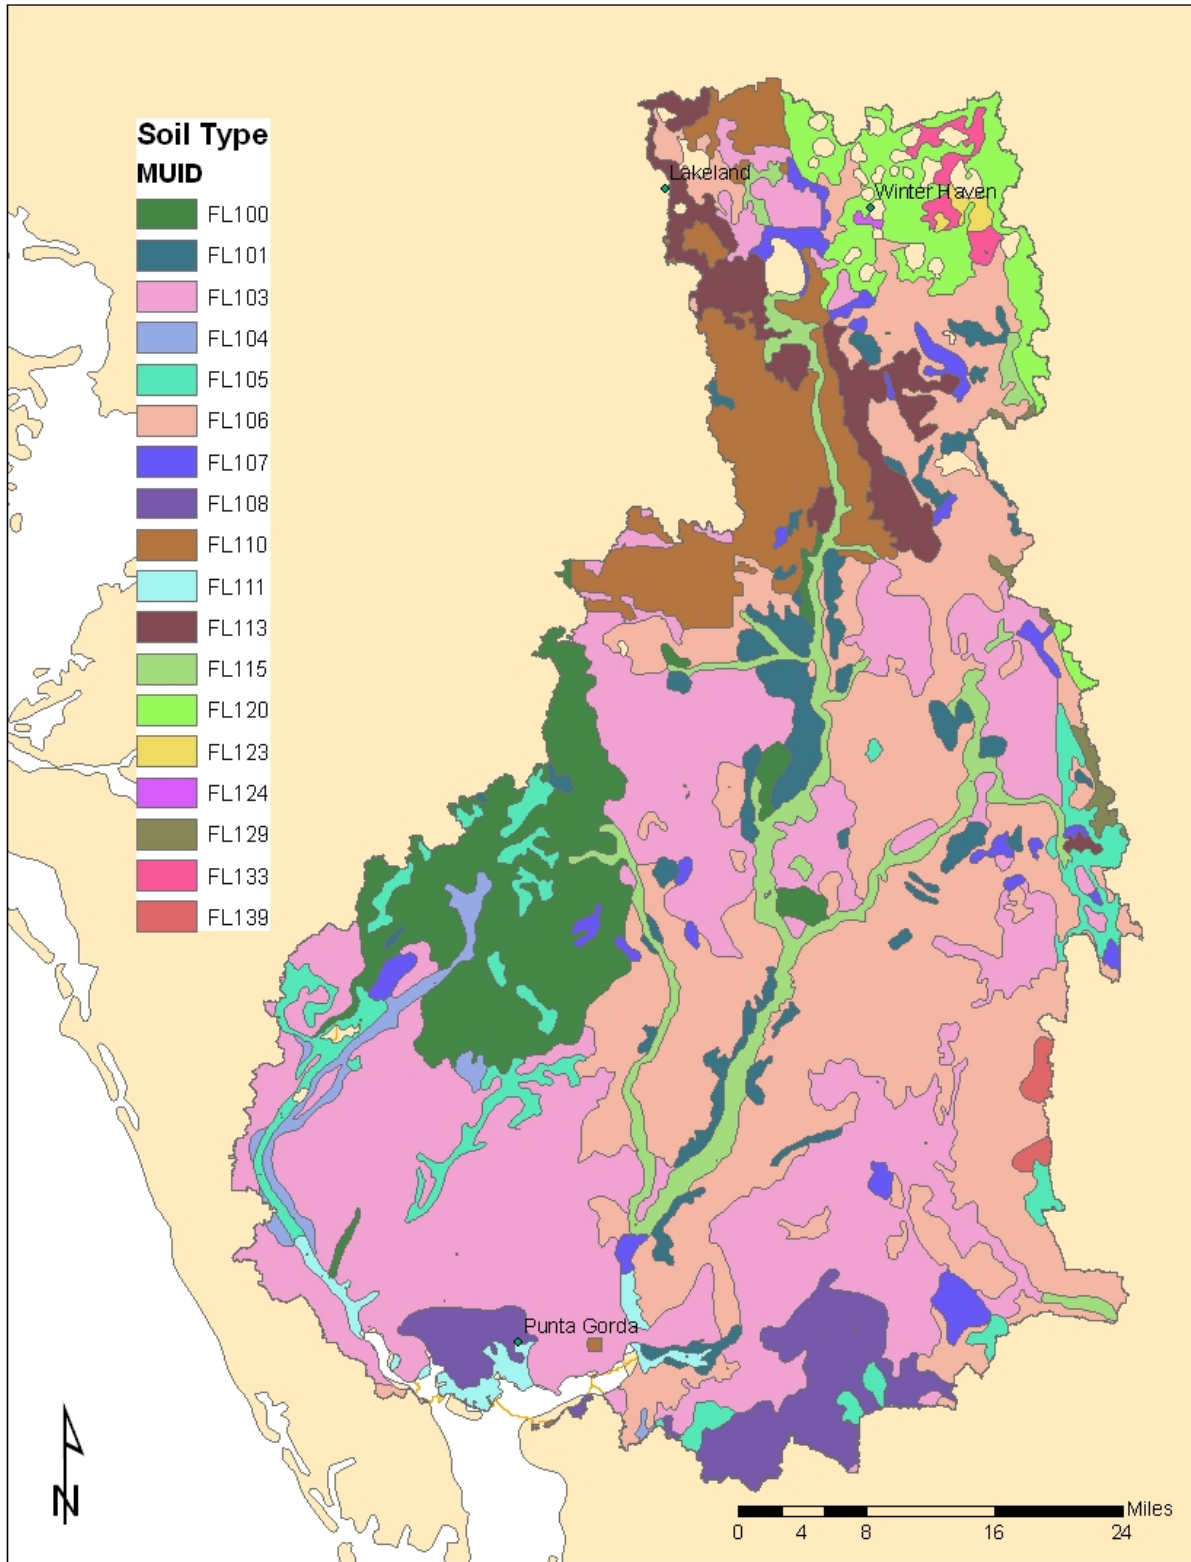 Lakeland
Winter Haven
Soil Type
MUID
FL100
FL101
FL103
FL104
FL105
FL106
FL107
FL108
FL110
FL111
FL113
FL115
FL120
FL123
FL124
FL129
FL133
FL139
Punta Gorda
N
Miles
0 4 8 16 24